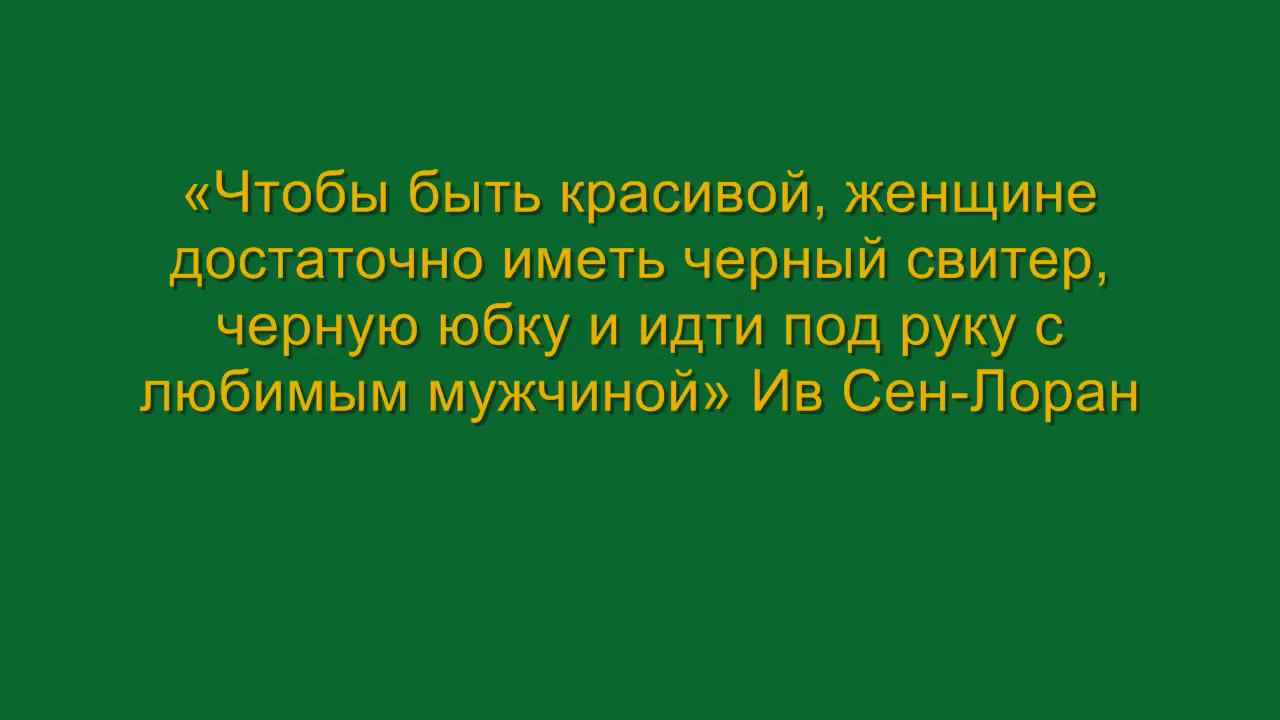 «Чтобы быть красивой, женщине
достаточно иметь черный свитер,
черную юбку и идти под руку с
любимым мужчиной» Ив Сен-Лоран